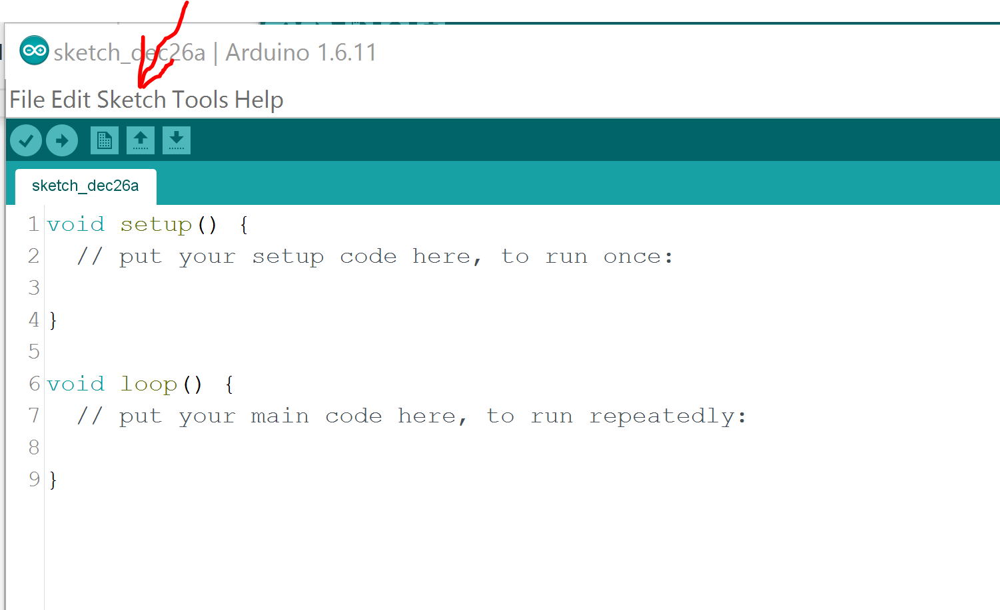 sketch_dec26a | Arduino 1.6.11
File Edit Sketch Tools Help
sketch_dec26a
1 void setup() {
2   // put your setup code here, to run once:
3
4 }
5
6 void loop() {
7   // put your main code here, to run repeatedly:
8
9 }